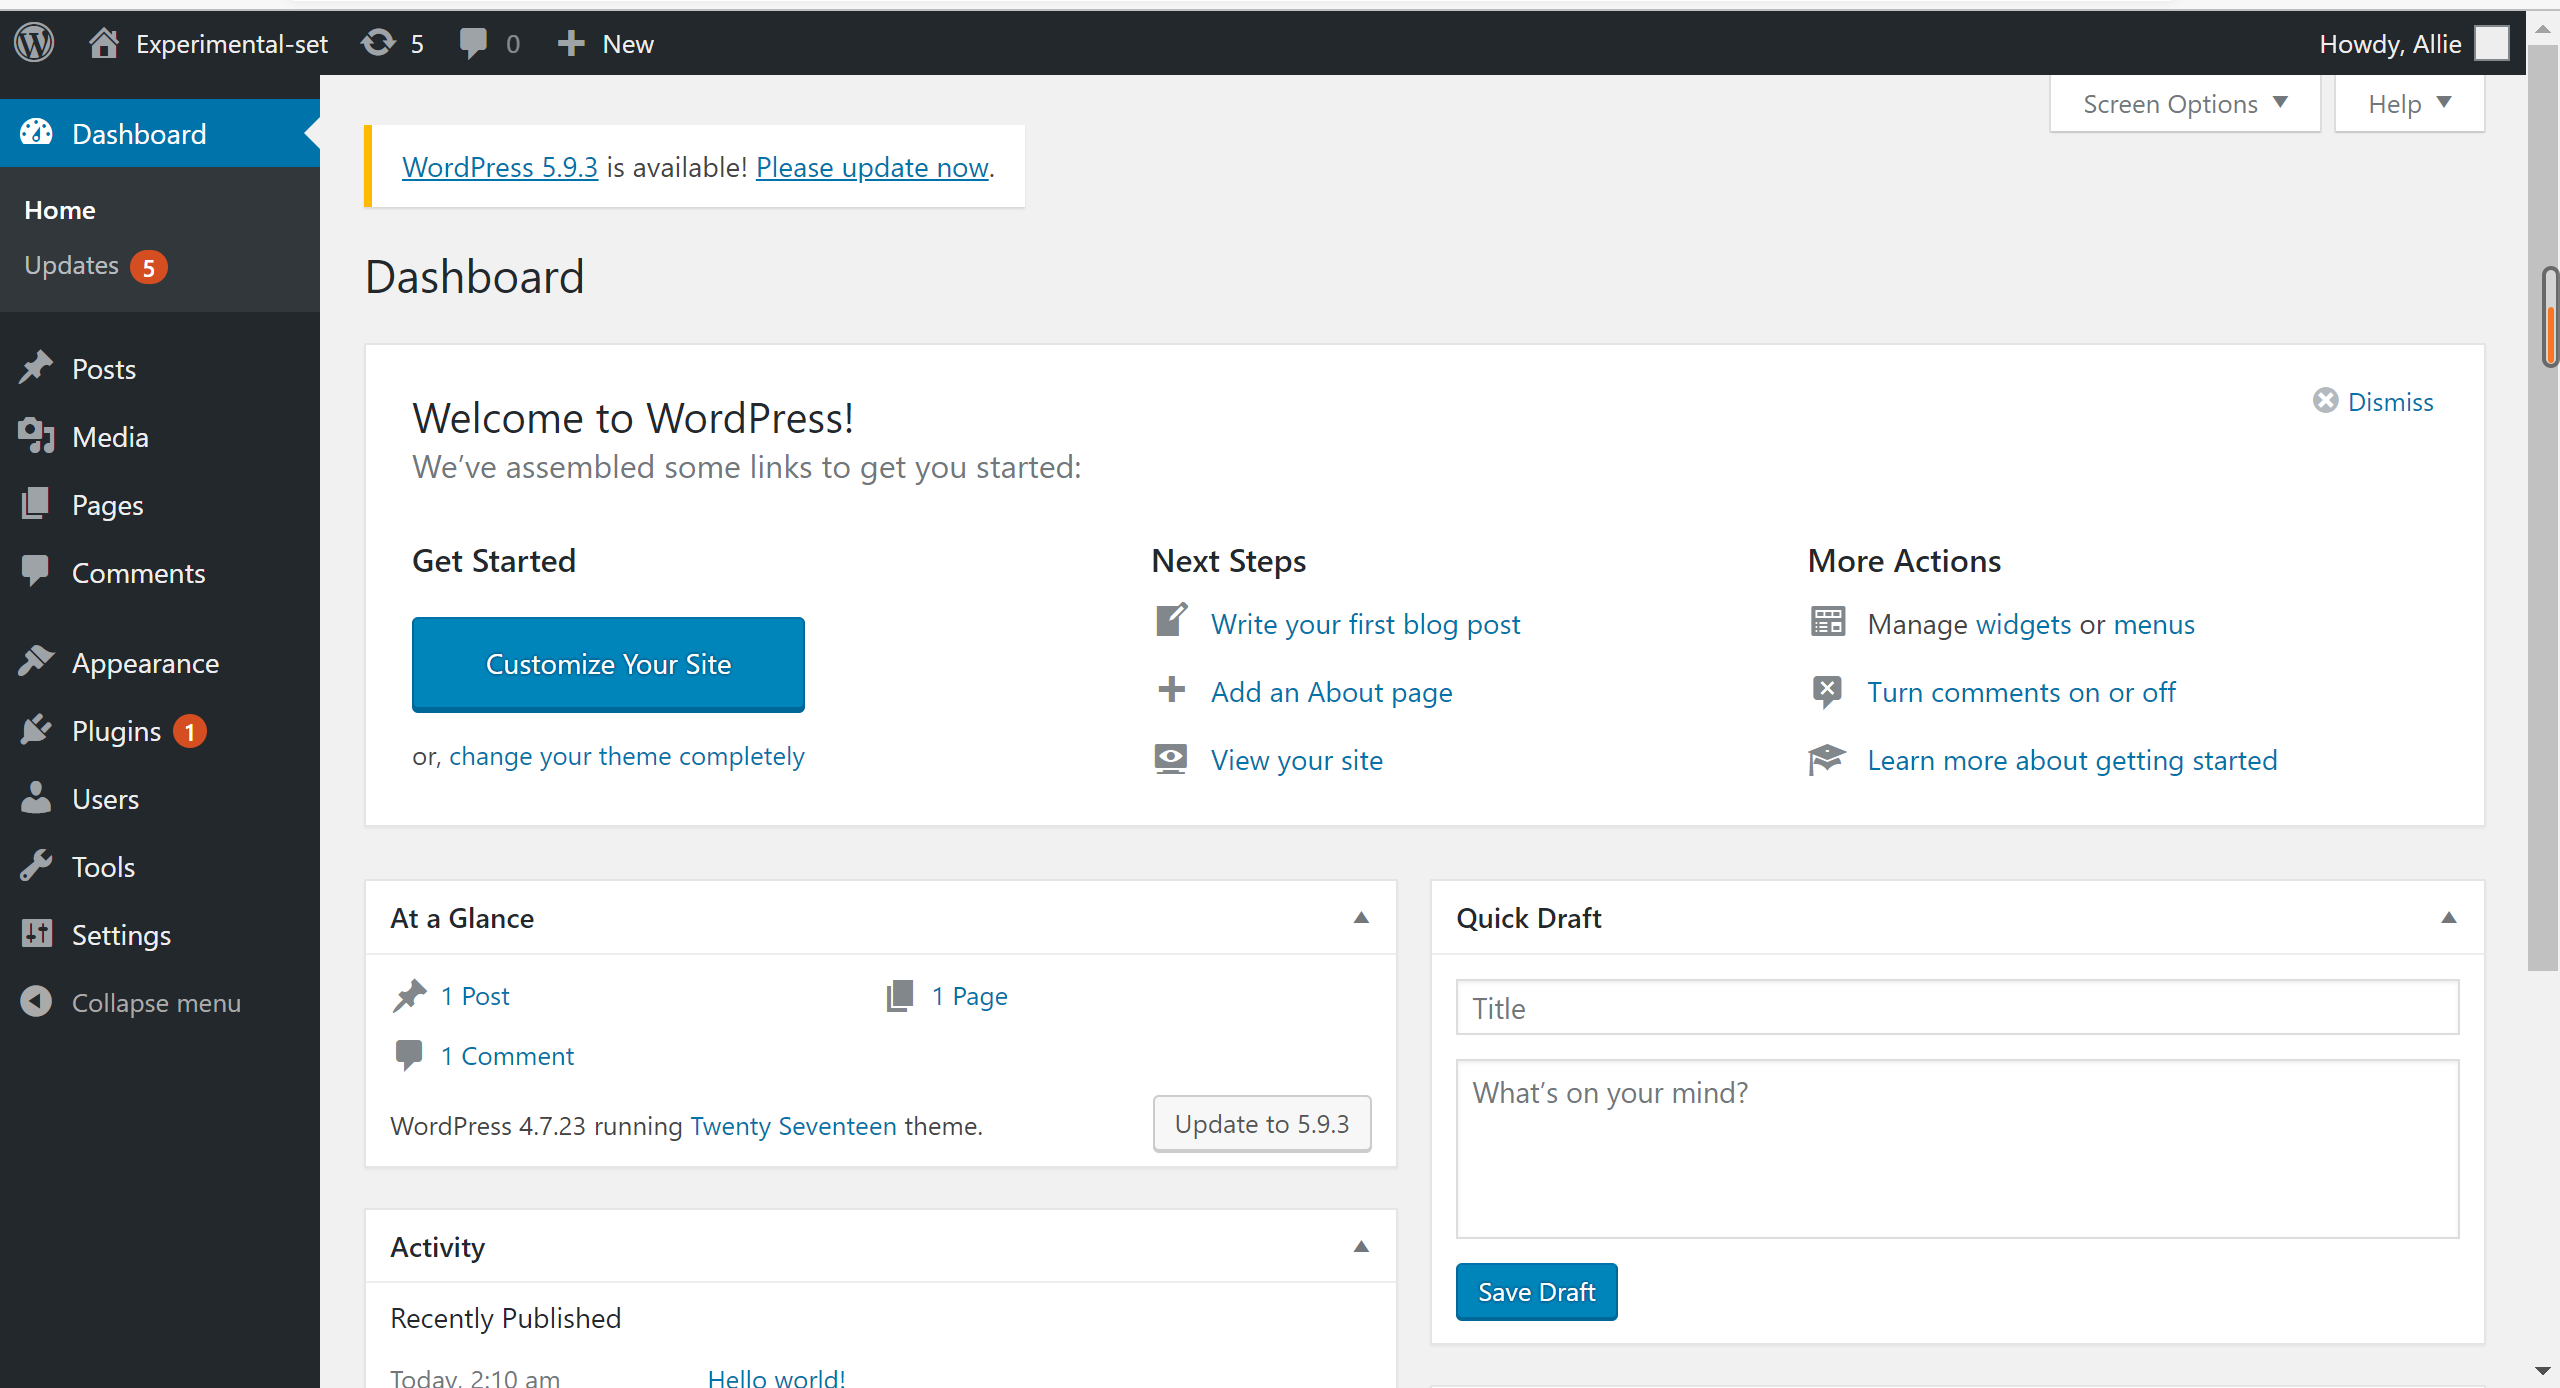 Experimental-set 5 0 New Howdy, Allie
Dashboard
Home
Updates 5
Posts
Media
Pages
Comments
Appearance
Plugins 1
Users
Tools
Settings
Collapse menu
Screen Options Help
WordPress 5.9.3 is available! Please update now.
Dashboard
Welcome to WordPress!
Dismiss
We’ve assembled some links to get you started:
Get Started
Customize Your Site
or, change your theme completely
Next Steps
Write your first blog post
Add an About page
View your site
More Actions
Manage widgets or menus
Turn comments on or off
Learn more about getting started
At a Glance
1 Post
1 Page
1 Comment
WordPress 4.7.23 running Twenty Seventeen theme.
Update to 5.9.3
Activity
Recently Published
Today, 2:10 am Hello world!
Quick Draft
Title
What’s on your mind?
Save Draft